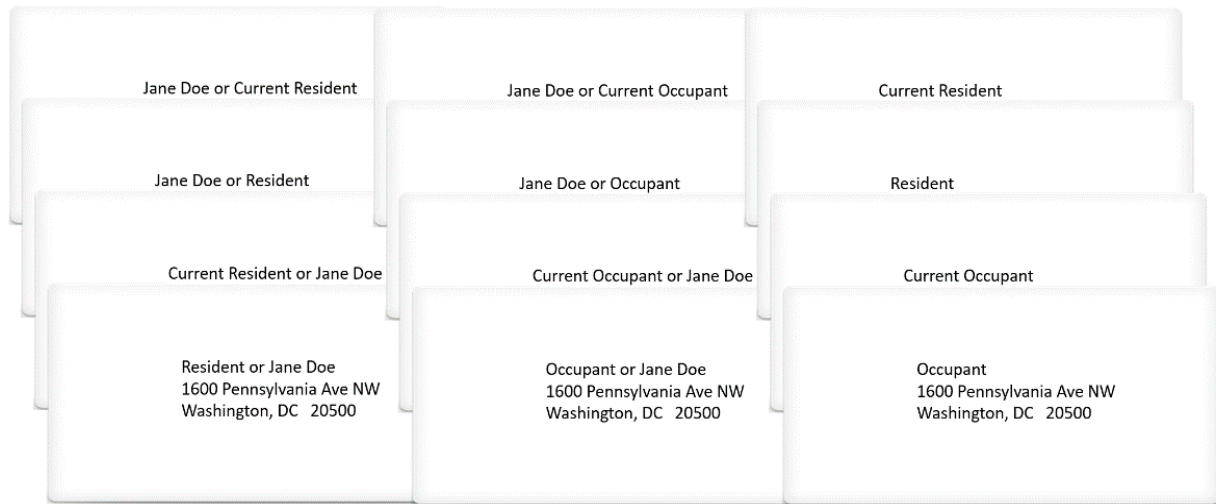 Jane Doe or Current Resident
Jane Doe or Resident
Current Resident or Jane Doe
Resident or Jane Doe
1600 Pennsylvania Ave NW
Washington, DC 20500
Jane Doe or Current Occupant
Jane Doe or Occupant
Current Occupant or Jane Doe
Occupant or Jane Doe
1600 Pennsylvania Ave NW
Washington, DC 20500
Current Resident
Resident
Current Occupant
Occupant
1600 Pennsylvania Ave NW
Washington, DC 20500